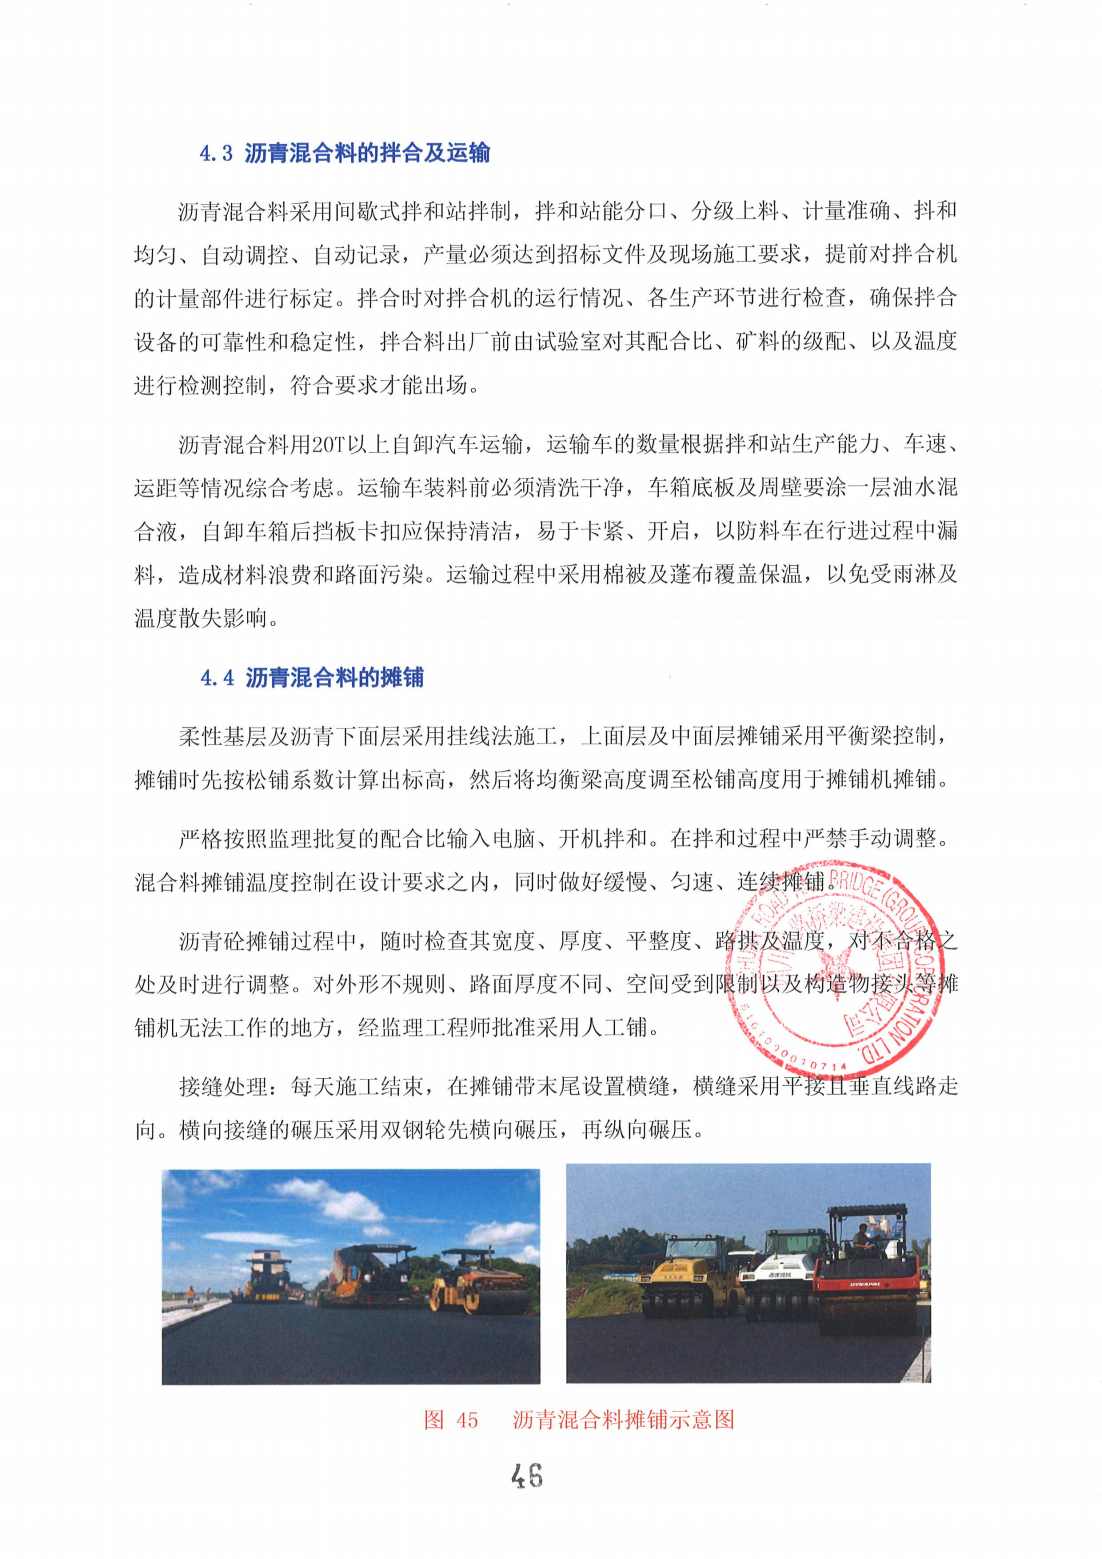 4.3 沥青混合料的拌合及运输
沥青混合料采用间歇式拌和站拌制，拌和站能分口、分级上料、计量准确、抖和
均匀、自动调控、自动记录，产量必须达到招标文件及现场施工要求，提前对拌合机
的计量部件进行标定。拌合时对拌合机的运行情况、各生产环节进行检查，确保拌合
设备的可靠性和稳定性，拌合料出厂前由试验室对其配合比、矿料的级配、以及温度
进行检测控制，符合要求才能出场。
沥青混合料用20T以上自卸汽车运输，运输车的数量根据拌和站生产能力、车速、
运距等情况综合考虑。运输车装料前必须清洗干净，车箱底板及周壁要涂一层油水混
合液，自卸车箱后挡板卡扣应保持清洁，易于卡紧、开启，以防料车在行进过程中漏
料，造成材料浪费和路面污染。运输过程中采用棉被及蓬布覆盖保温，以免受雨淋及
温度散失影响。
4.4 沥青混合料的摊铺
柔性基层及沥青下面层采用挂线法施工，上面层及中面层摊铺采用平衡梁控制，
摊铺时先按松铺系数计算出标高，然后将均衡梁高度调至松铺高度用于摊铺机摊铺。
严格按照监理批复的配合比输入电脑、开机拌和。在拌和过程中严禁手动调整。
混合料摊铺温度控制在设计要求之内，同时做好缓慢、匀速、连续摊铺。
沥青砼摊铺过程中，随时检查其宽度、厚度、平整度、路拱及温度，对不合格之
处及时进行调整。对外形不规则、路面厚度不同、空间受到限制以及构造物接头等摊
铺机无法工作的地方，经监理工程师批准采用人工铺。
接缝处理：每天施工结束，在摊铺带末尾设置横缝，横缝采用平接且垂直线路走
向。横向接缝的碾压采用双钢轮先横向碾压，再纵向碾压。
ROAD BRIDGE (GROUP) CORPORATION LTD.
路桥梁建设集团有限公司
DYNAPAC
图 45 沥青混合料摊铺示意图
46